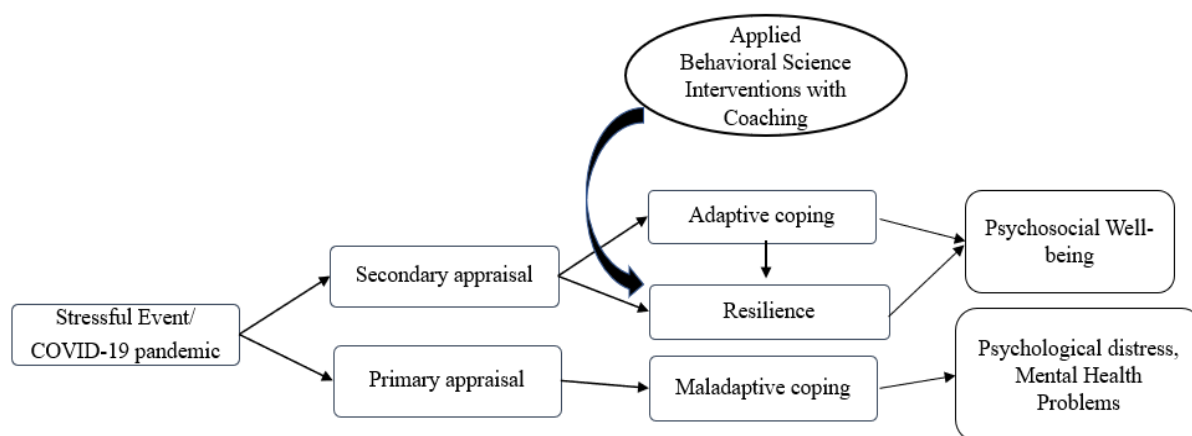 Applied
Behavioral Science
Interventions with
Coaching
Adaptive coping
Psychosocial Well-
being
Secondary appraisal
Resilience
Stressful Event/
COVID-19 pandemic
Primary appraisal
Maladaptive coping
Psychological distress,
Mental Health
Problems